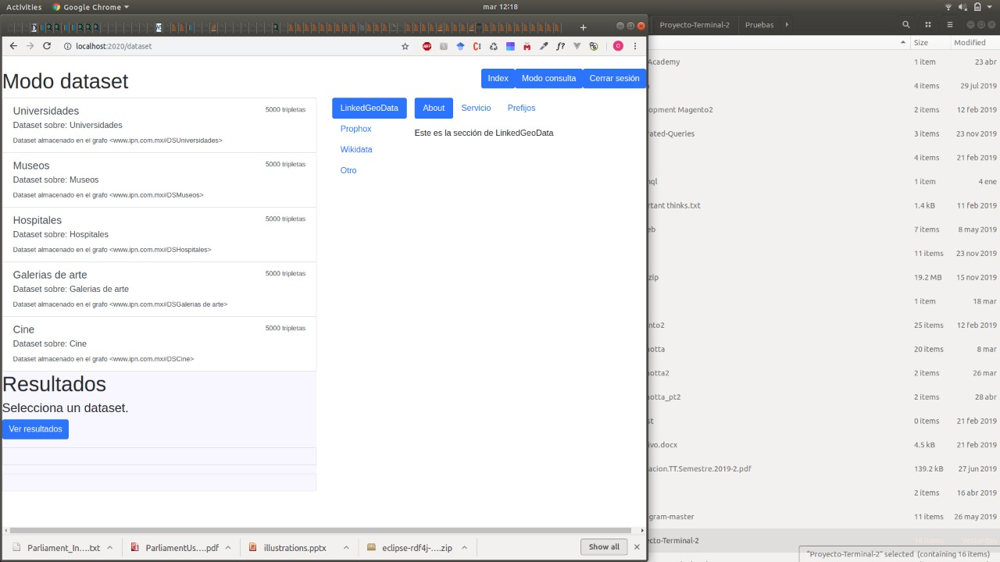 Activities Google Chrome mar 12:18
Proyecto-Terminal-2 Pruebas
localhost:2020/dataset
Modo dataset
Index Modo consulta Cerrar sesión
Universidades 5000 tripletas
Dataset sobre: Universidades
Dataset almacenado en el grafo <www.ipn.com.mx#DSUniversidades>
Museos 5000 tripletas
Dataset sobre: Museos
Dataset almacenado en el grafo <www.ipn.com.mx#DSMuseos>
Hospitales 5000 tripletas
Dataset sobre: Hospitales
Dataset almacenado en el grafo <www.ipn.com.mx#DSHospitales>
Galerias de arte 5000 tripletas
Dataset sobre: Galerias de arte
Dataset almacenado en el grafo <www.ipn.com.mx#DSGalerias de arte>
Cine 5000 tripletas
Dataset sobre: Cine
Dataset almacenado en el grafo <www.ipn.com.mx#DSCine>
Resultados
Selecciona un dataset.
Ver resultados
LinkedGeoData
Prophox
Wikidata
Otro
About Servicio Prefijos
Este es la sección de LinkedGeoData
Parliament_In....txt ParliamentUs....pdf illustrations.pptx eclipse-rdf4j-....zip Show all
Size Modified
Academy 1 item 23 abr
4 items 29 jul 2019
opment Magento2 2 items 12 feb 2019
rated-Queries 3 items 23 nov 2019
4 items 21 feb 2019
nql 1 item 4 ene
rtant thinks.txt 1.4 kB 11 feb 2019
eb 7 items 8 may 2019
11 items 23 nov 2019
zip 19.2 MB 15 nov 2019
1 item 18 mar
nto2 25 items 12 feb 2019
otta 20 items 8 mar
otta2 2 items 26 mar
otta_pt2 2 items 28 abr
st 0 items 21 feb 2019
ivo.docx 4.5 kB 21 feb 2019
acion.TT.Semestre.2019-2.pdf 139.2 kB 27 jun 2019
2 items 16 abr 2019
gram-master 11 items 26 may 2019
ecto-Terminal-2 16 items Yesterday
"Proyecto-Terminal-2" selected (containing 16 items)